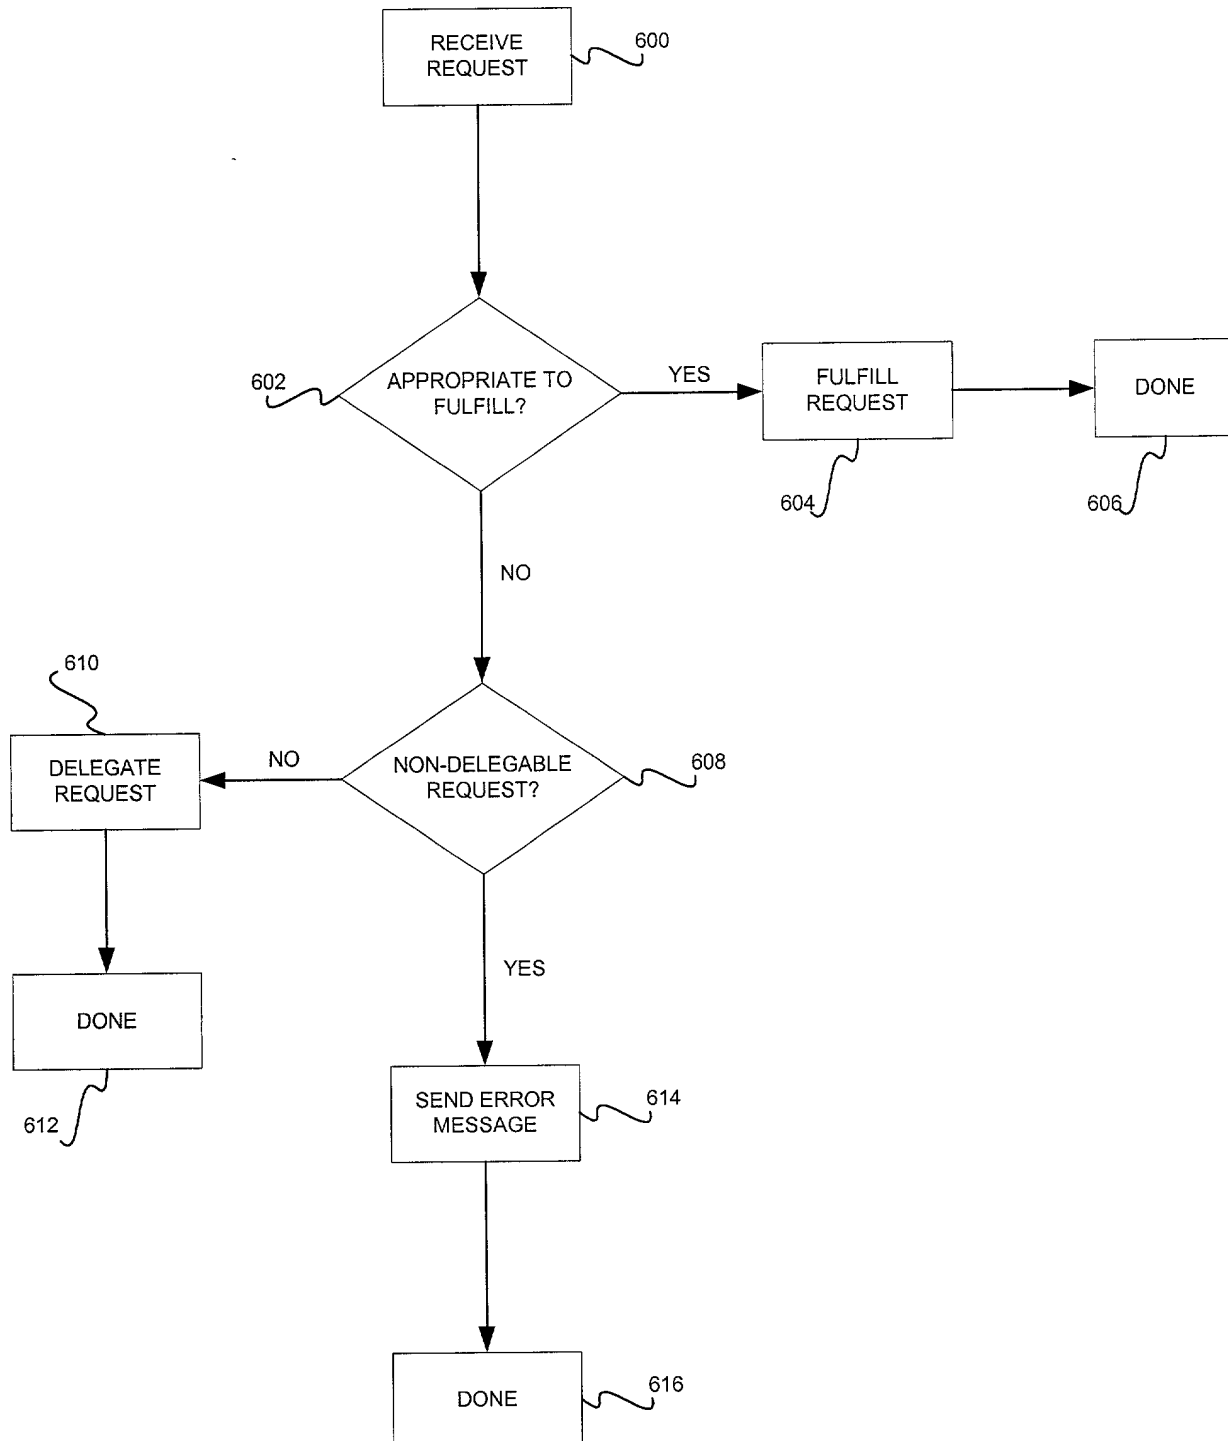 RECEIVE
REQUEST
600
602
APPROPRIATE TO
FULFILL?
YES
FULFILL
REQUEST
604
DONE
606
NO
610
DELEGATE
REQUEST
NO
NON-DELEGABLE
REQUEST?
608
YES
DONE
612
SEND ERROR
MESSAGE
614
DONE
616